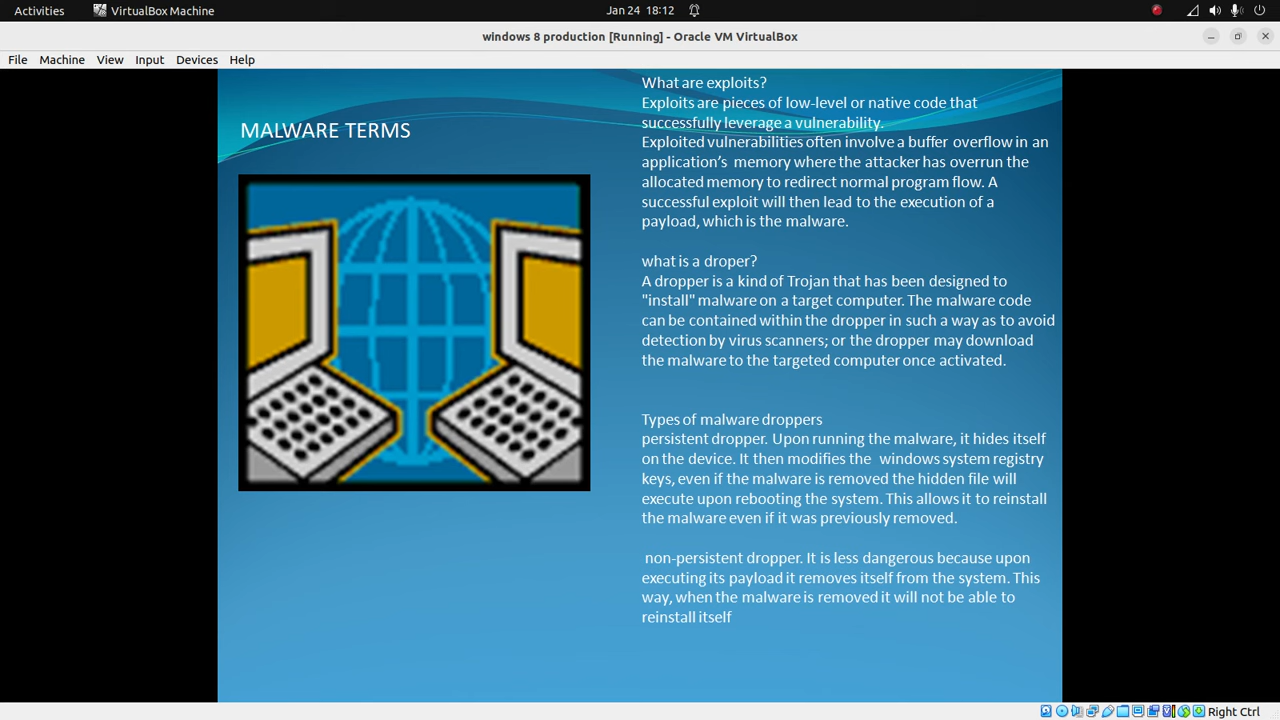 Activities
VirtualBox Machine
Jan 24 18:12
windows 8 production [Running] - Oracle VM VirtualBox
File Machine View Input Devices Help
MALWARE TERMS
What are exploits?
Exploits are pieces of low-level or native code that
successfully leverage a vulnerability.
Exploited vulnerabilities often involve a buffer overflow in an
application’s memory where the attacker has overrun the
allocated memory to redirect normal program flow. A
successful exploit will then lead to the execution of a
payload, which is the malware.
what is a droper?
A dropper is a kind of Trojan that has been designed to
"install" malware on a target computer. The malware code
can be contained within the dropper in such a way as to avoid
detection by virus scanners; or the dropper may download
the malware to the targeted computer once activated.
Types of malware droppers
persistent dropper. Upon running the malware, it hides itself
on the device. It then modifies the windows system registry
keys, even if the malware is removed the hidden file will
execute upon rebooting the system. This allows it to reinstall
the malware even if it was previously removed.
non-persistent dropper. It is less dangerous because upon
executing its payload it removes itself from the system. This
way, when the malware is removed it will not be able to
reinstall itself
Right Ctrl